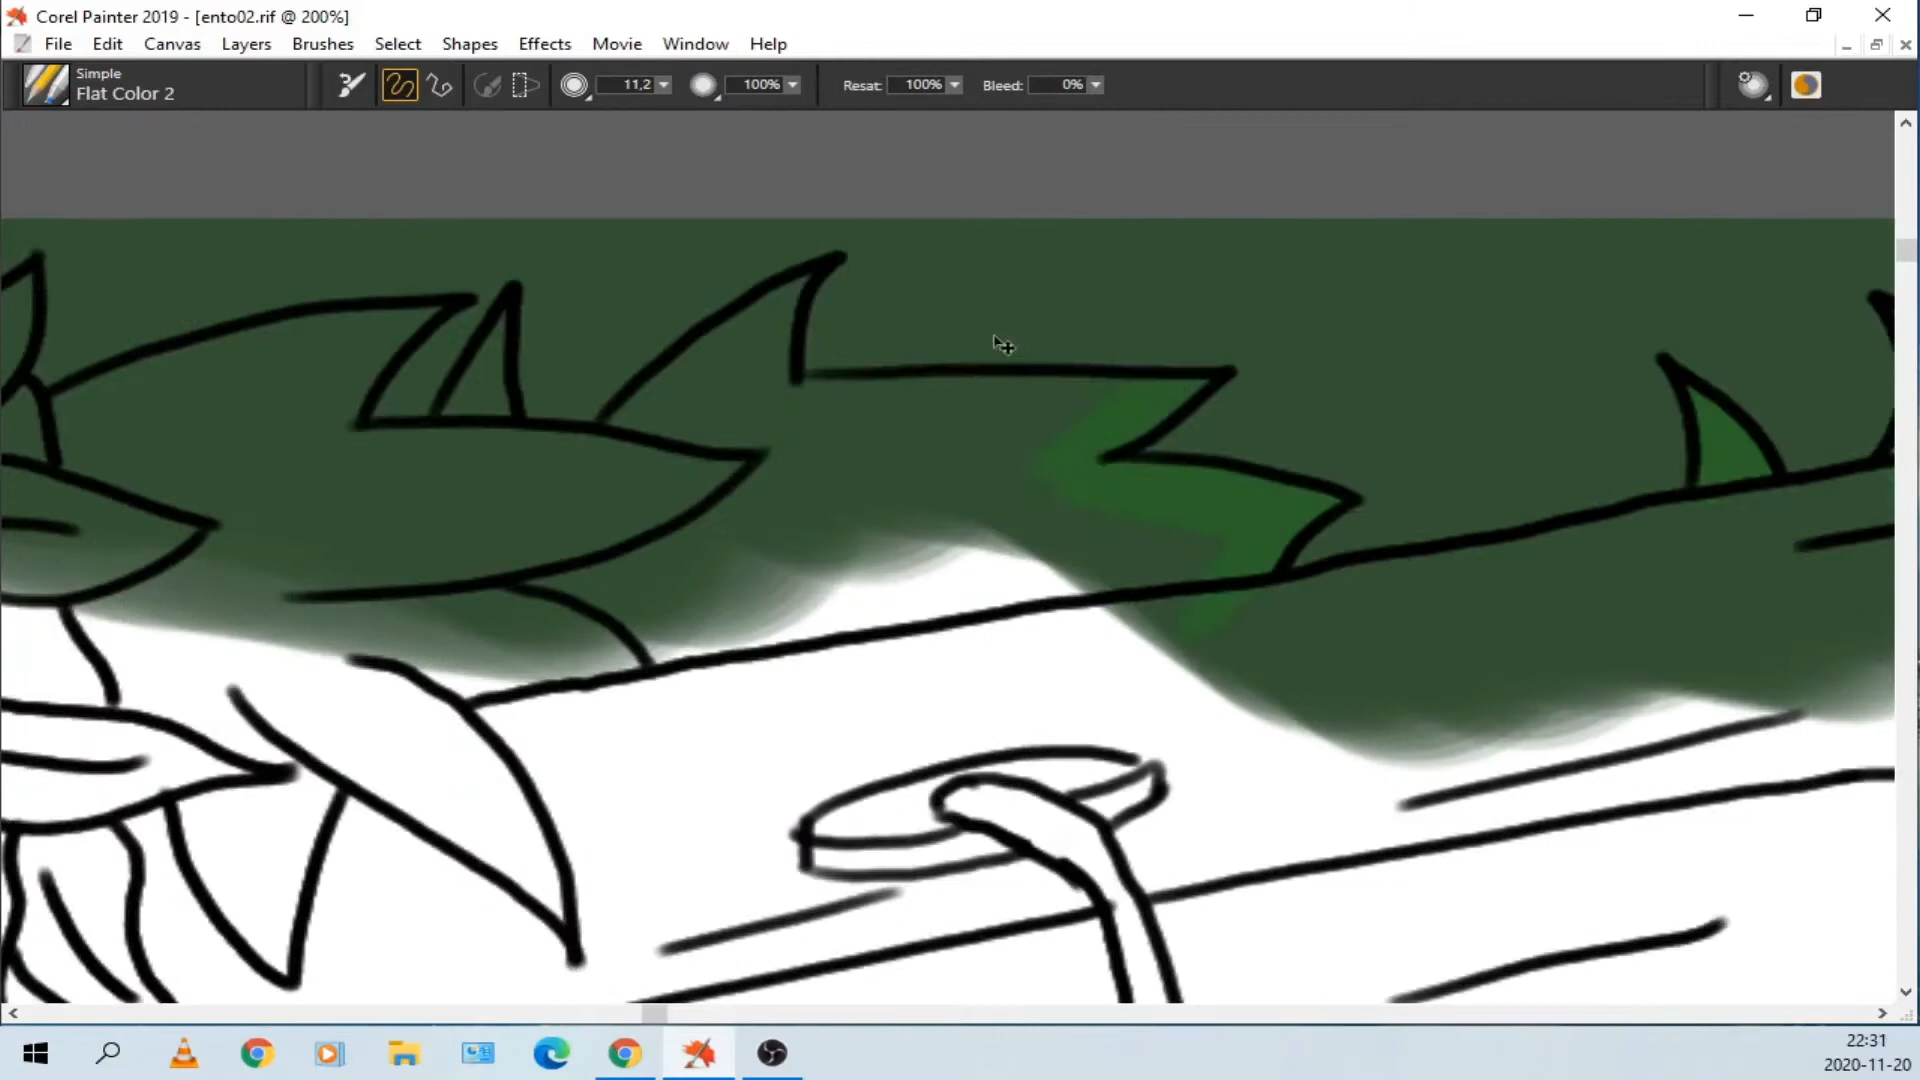 Corel Painter 2019 - [ento02.rif @ 200%]
File Edit Canvas Layers Brushes Select Shapes Effects Movie Window Help
Simple
Flat Color 2
11,2
100%
Resat: 100%
Bleed: 0%
22:31
2020-11-20